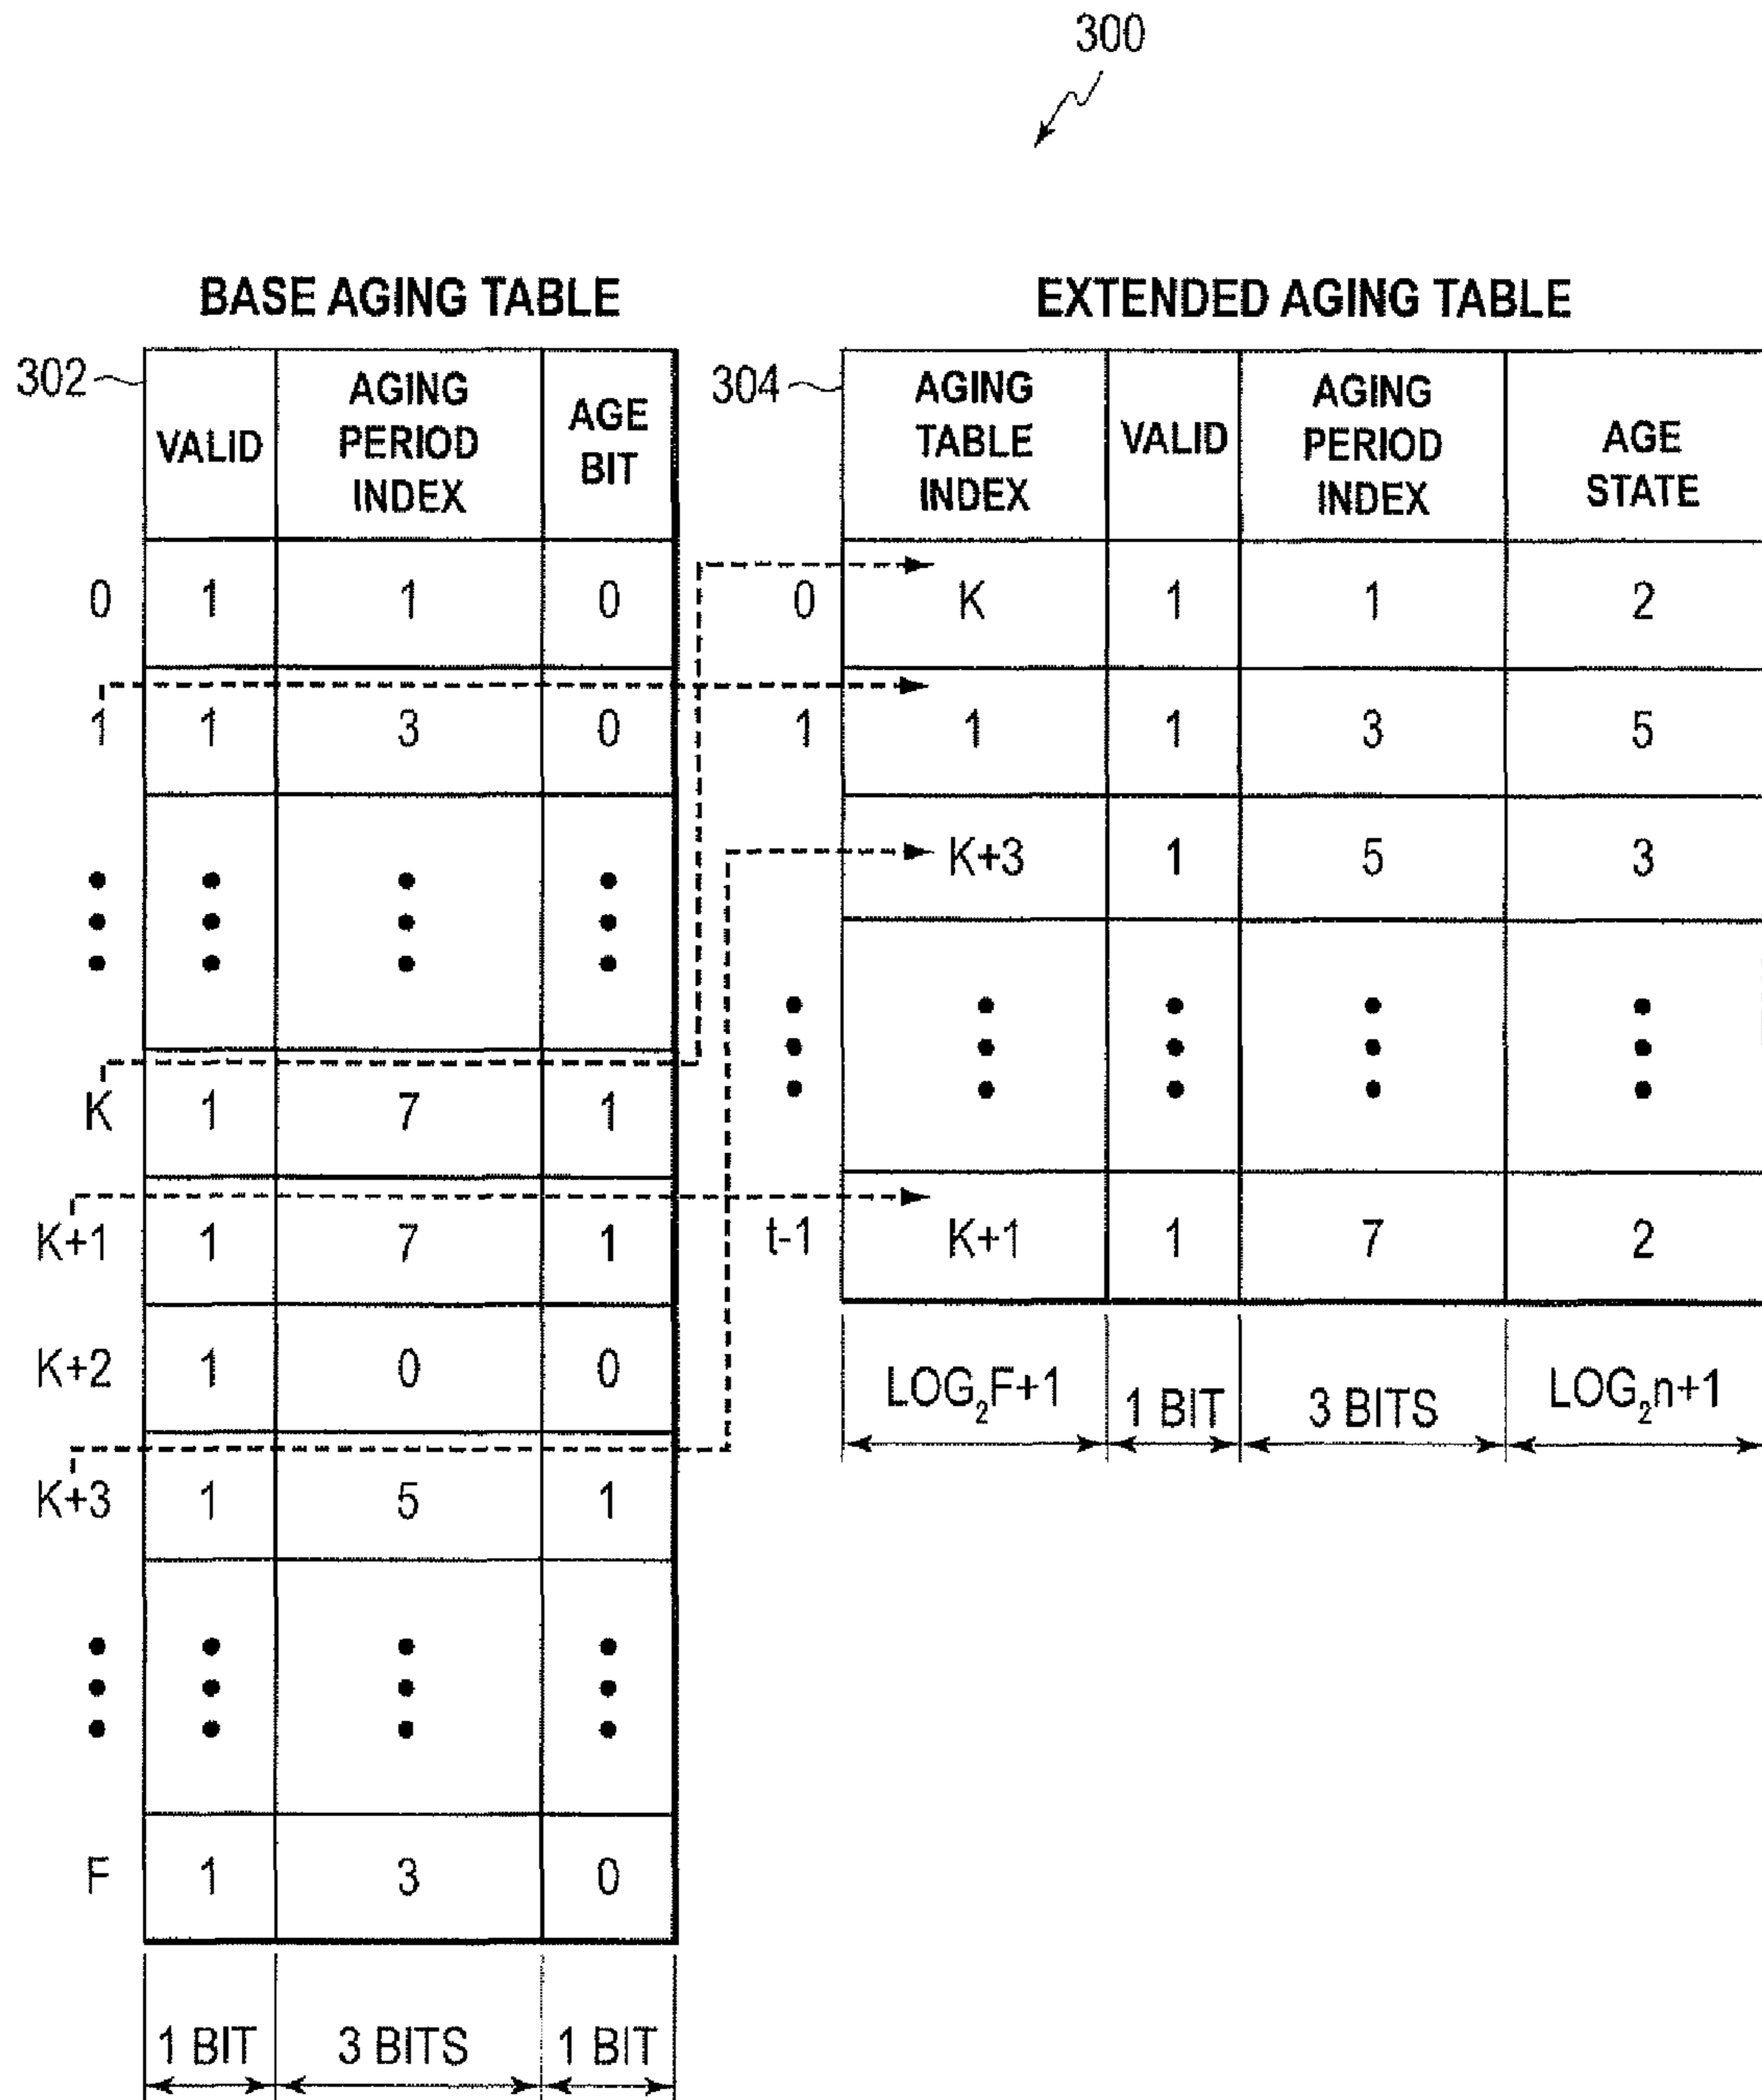 300
BASE AGING TABLE
302
VALID
AGING
PERIOD
INDEX
AGE
BIT
0 1 1 0
1 1 3 0
K 1 7 1
K+1 1 7 1
K+2 1 0 0
K+3 1 5 1
F 1 3 0
1 BIT 3 BITS 1 BIT
EXTENDED AGING TABLE
304
AGING
TABLE
INDEX
VALID
AGING
PERIOD
INDEX
AGE
STATE
0 K 1 1 2
1 1 1 3 5
K+3 1 5 3
t-1 K+1 1 7 2
LOG₂F+1 1 BIT 3 BITS LOG₂n+1